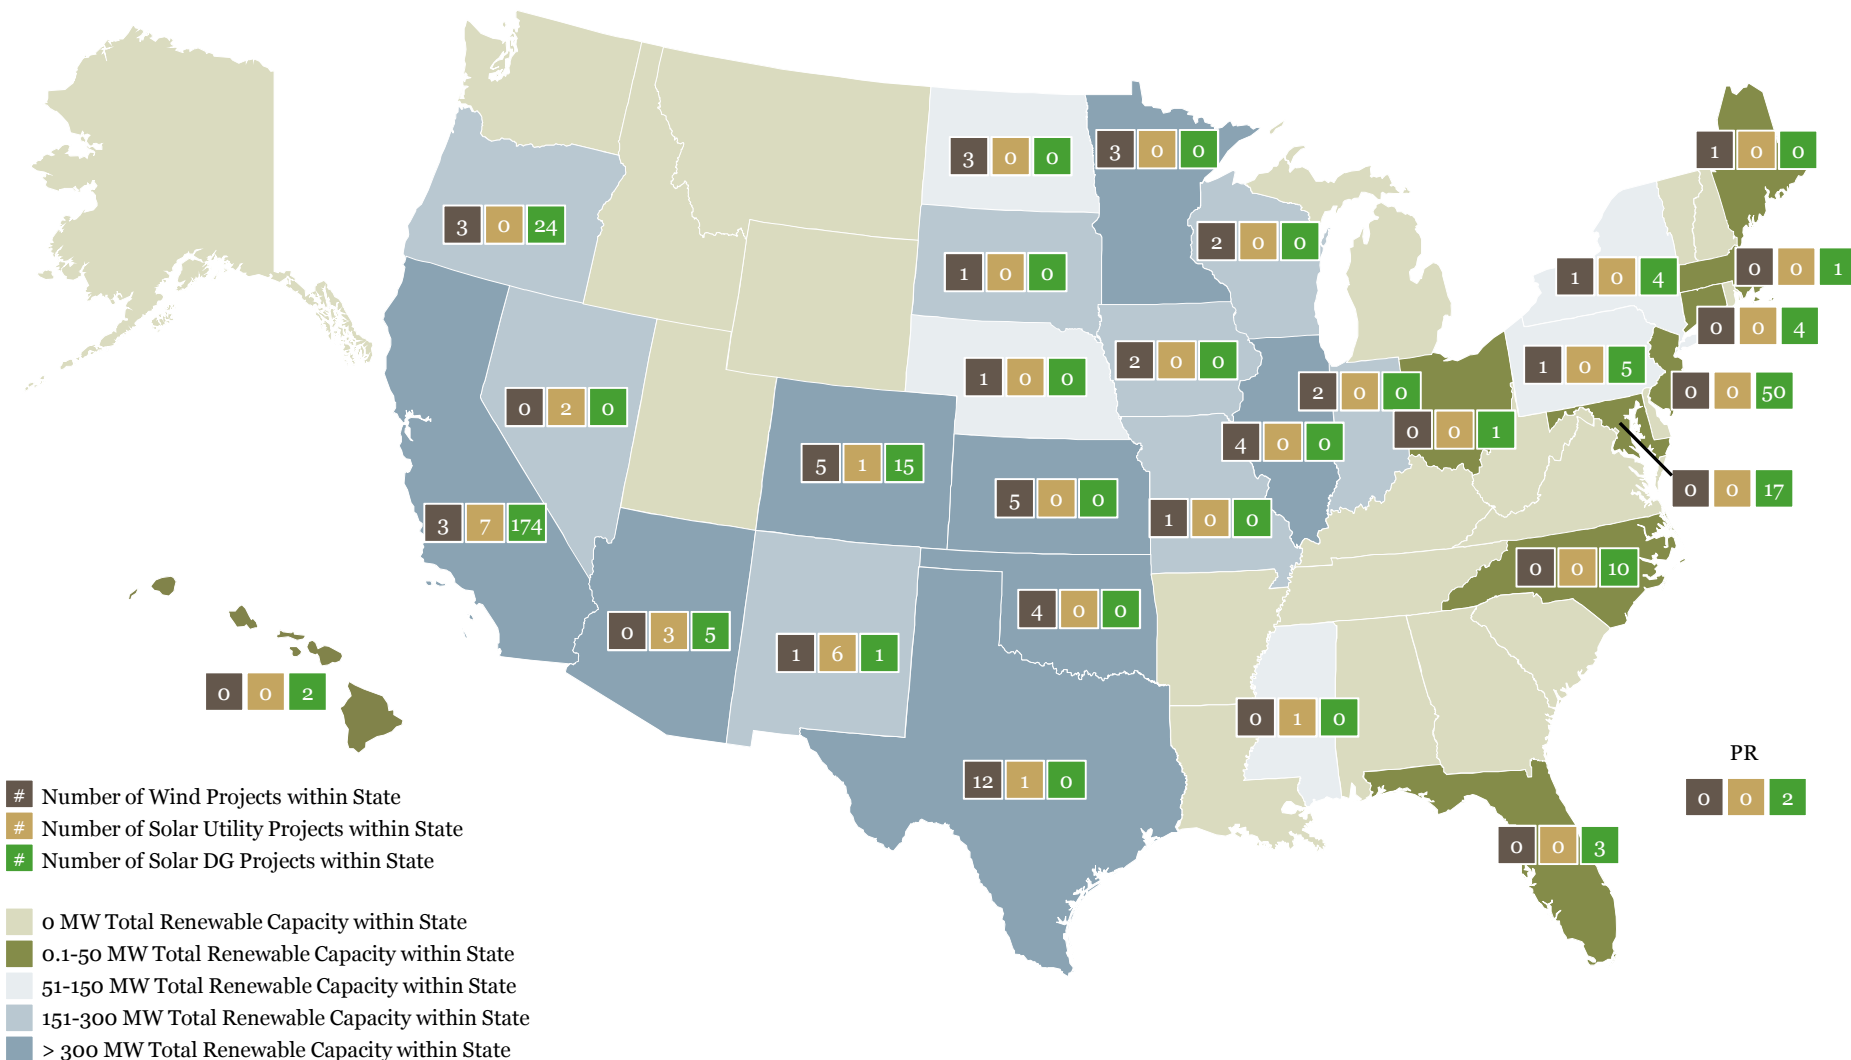 1 0 0
3 0 0
3 0 0
3 0 24
2 0 0
1 0 0
1 0 4
0 0 1
0 0 4
2 0 0
1 0 5
1 0 0
2 0 0
0 0 50
0 2 0
0 0 1
4 0 0
5 1 15
0 0 17
5 0 0
1 0 0
3 7 174
0 0 10
4 0 0
0 3 5
1 6 1
0 0 2
0 1 0
PR
12 1 0
0 0 2
0 0 3
# Number of Wind Projects within State
# Number of Solar Utility Projects within State
# Number of Solar DG Projects within State
0 MW Total Renewable Capacity within State
0.1-50 MW Total Renewable Capacity within State
51-150 MW Total Renewable Capacity within State
151-300 MW Total Renewable Capacity within State
> 300 MW Total Renewable Capacity within State